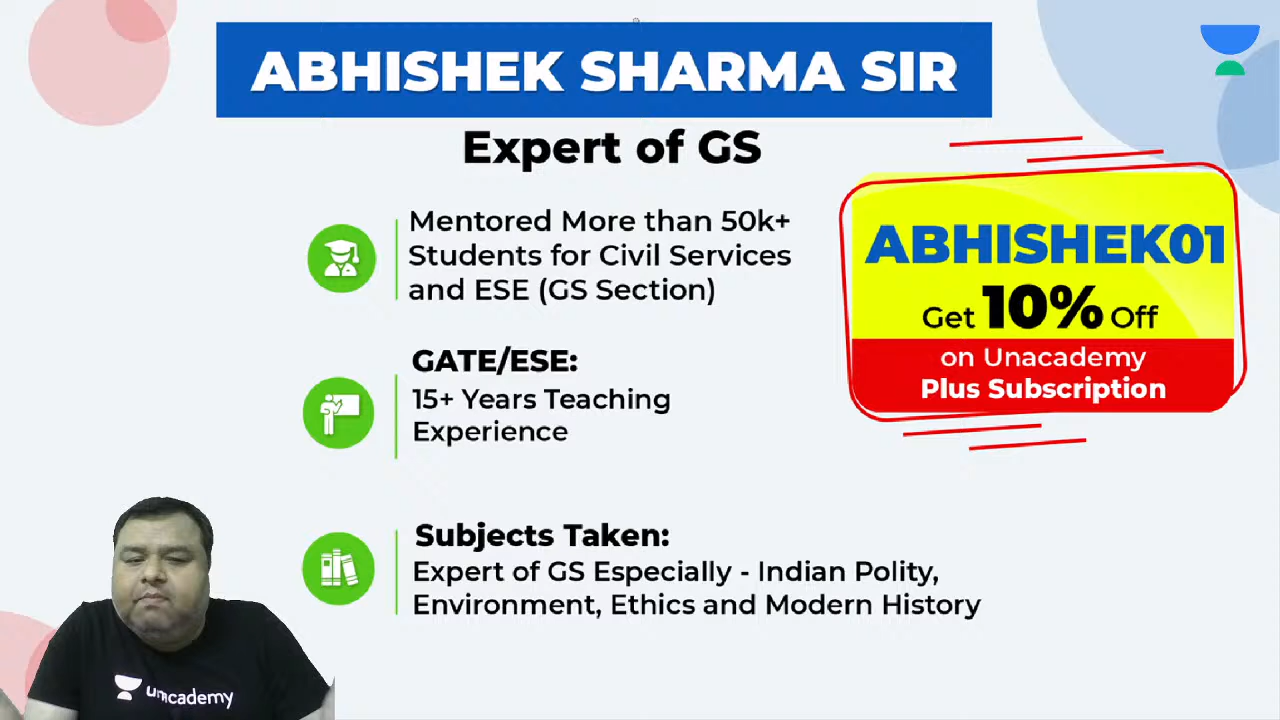 ABHISHEK SHARMA SIR
Expert of GS
Mentored More than 50k+
Students for Civil Services
and ESE (GS Section)
GATE/ESE:
15+ Years Teaching
Experience
Subjects Taken:
Expert of GS Especially - Indian Polity,
Environment, Ethics and Modern History
ABHISHEK01
Get 10% Off
on Unacademy
Plus Subscription
unacademy